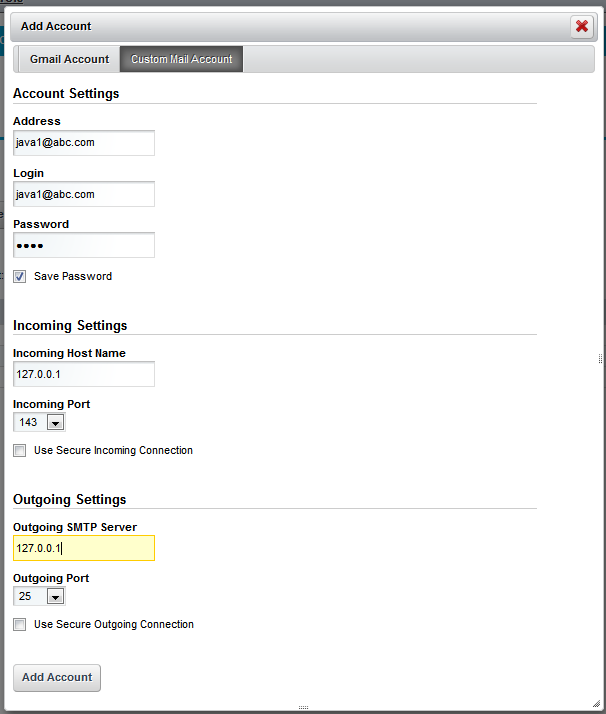 Add Account
Gmail Account Custom Mail Account
Account Settings
Address
java1@abc.com
Login
java1@abc.com
Password
••••
Save Password
Incoming Settings
Incoming Host Name
127.0.0.1
Incoming Port
143
Use Secure Incoming Connection
Outgoing Settings
Outgoing SMTP Server
127.0.0.1
Outgoing Port
25
Use Secure Outgoing Connection
Add Account